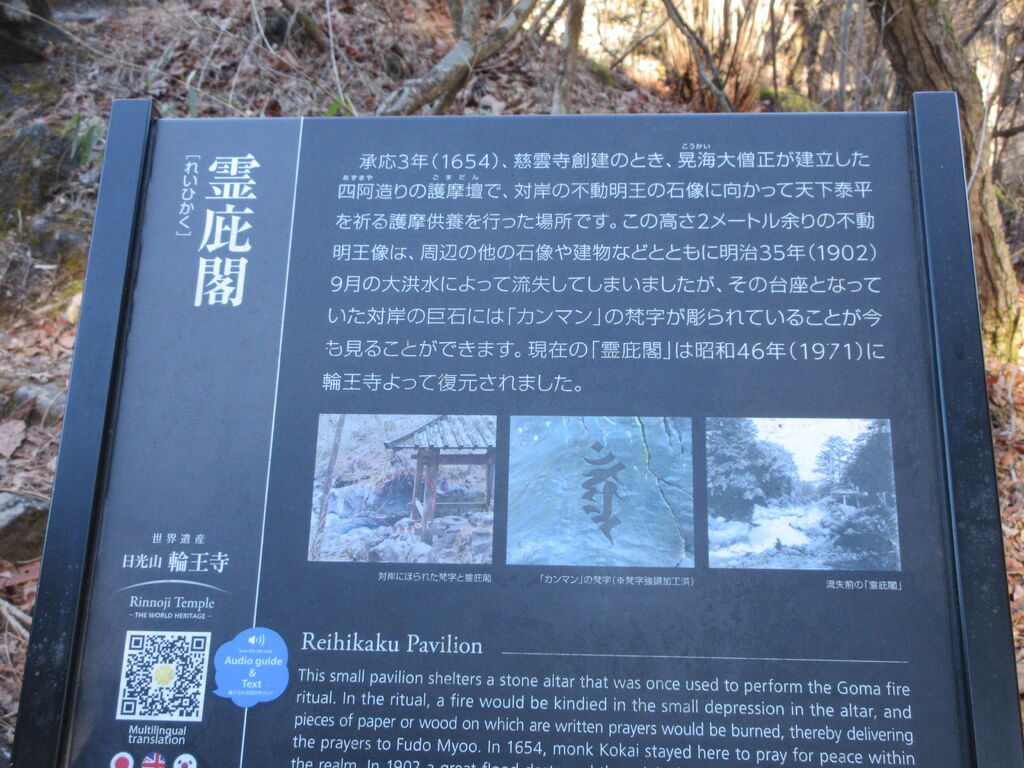 霊庇閣
[れいひかく]
承応3年(1654)、慈雲寺創建のとき、晃海大僧正が建立した
こうかい
四阿造りの護摩壇で、対岸の不動明王の石像に向かって天下泰平
あずまや
ごまだん
を祈る護摩供養を行った場所です。この高さ2メートル余りの不動
明王像は、周辺の他の石像や建物などとともに明治35年(1902)
9月の大洪水によって流失してしまいましたが、その台座となって
いた対岸の巨石には「カンマン」の梵字が彫られていることが今
も見ることができます。現在の「霊庇閣」は昭和46年(1971)に
輪王寺よって復元されました。
対岸にほられた梵字と霊庇閣
「カンマン」の梵字(※梵字強調加工済)
流失前の「霊庇閣」
世界遺産
日光山 輪王寺
Rinnoji Temple
– THE WORLD HERITAGE –
Audio guide
&
Text
Multilingual
translation
Reihikaku Pavilion
This small pavilion shelters a stone altar that was once used to perform the Goma fire
ritual. In the ritual, a fire would be kindied in the small depression in the altar, and
pieces of paper or wood on which are written prayers would be burned, thereby delivering
the prayers to Fudo Myoo. In 1654, monk Kokai stayed here to pray for peace within
the realm. In 1902 a great flood